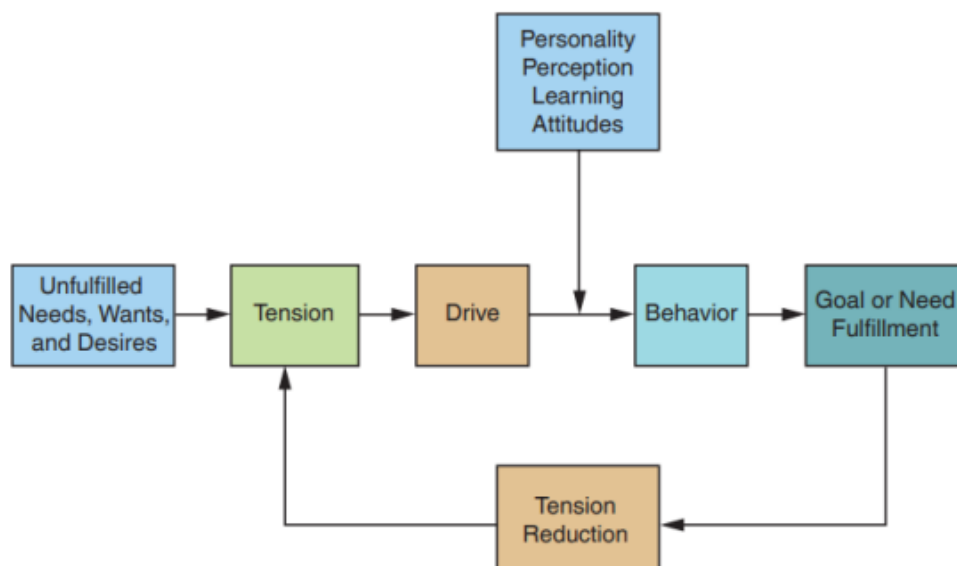 Personality
Perception
Learning
Attitudes
Unfulfilled
Needs, Wants,
and Desires
Tension
Drive
Behavior
Goal or Need
Fulfillment
Tension
Reduction